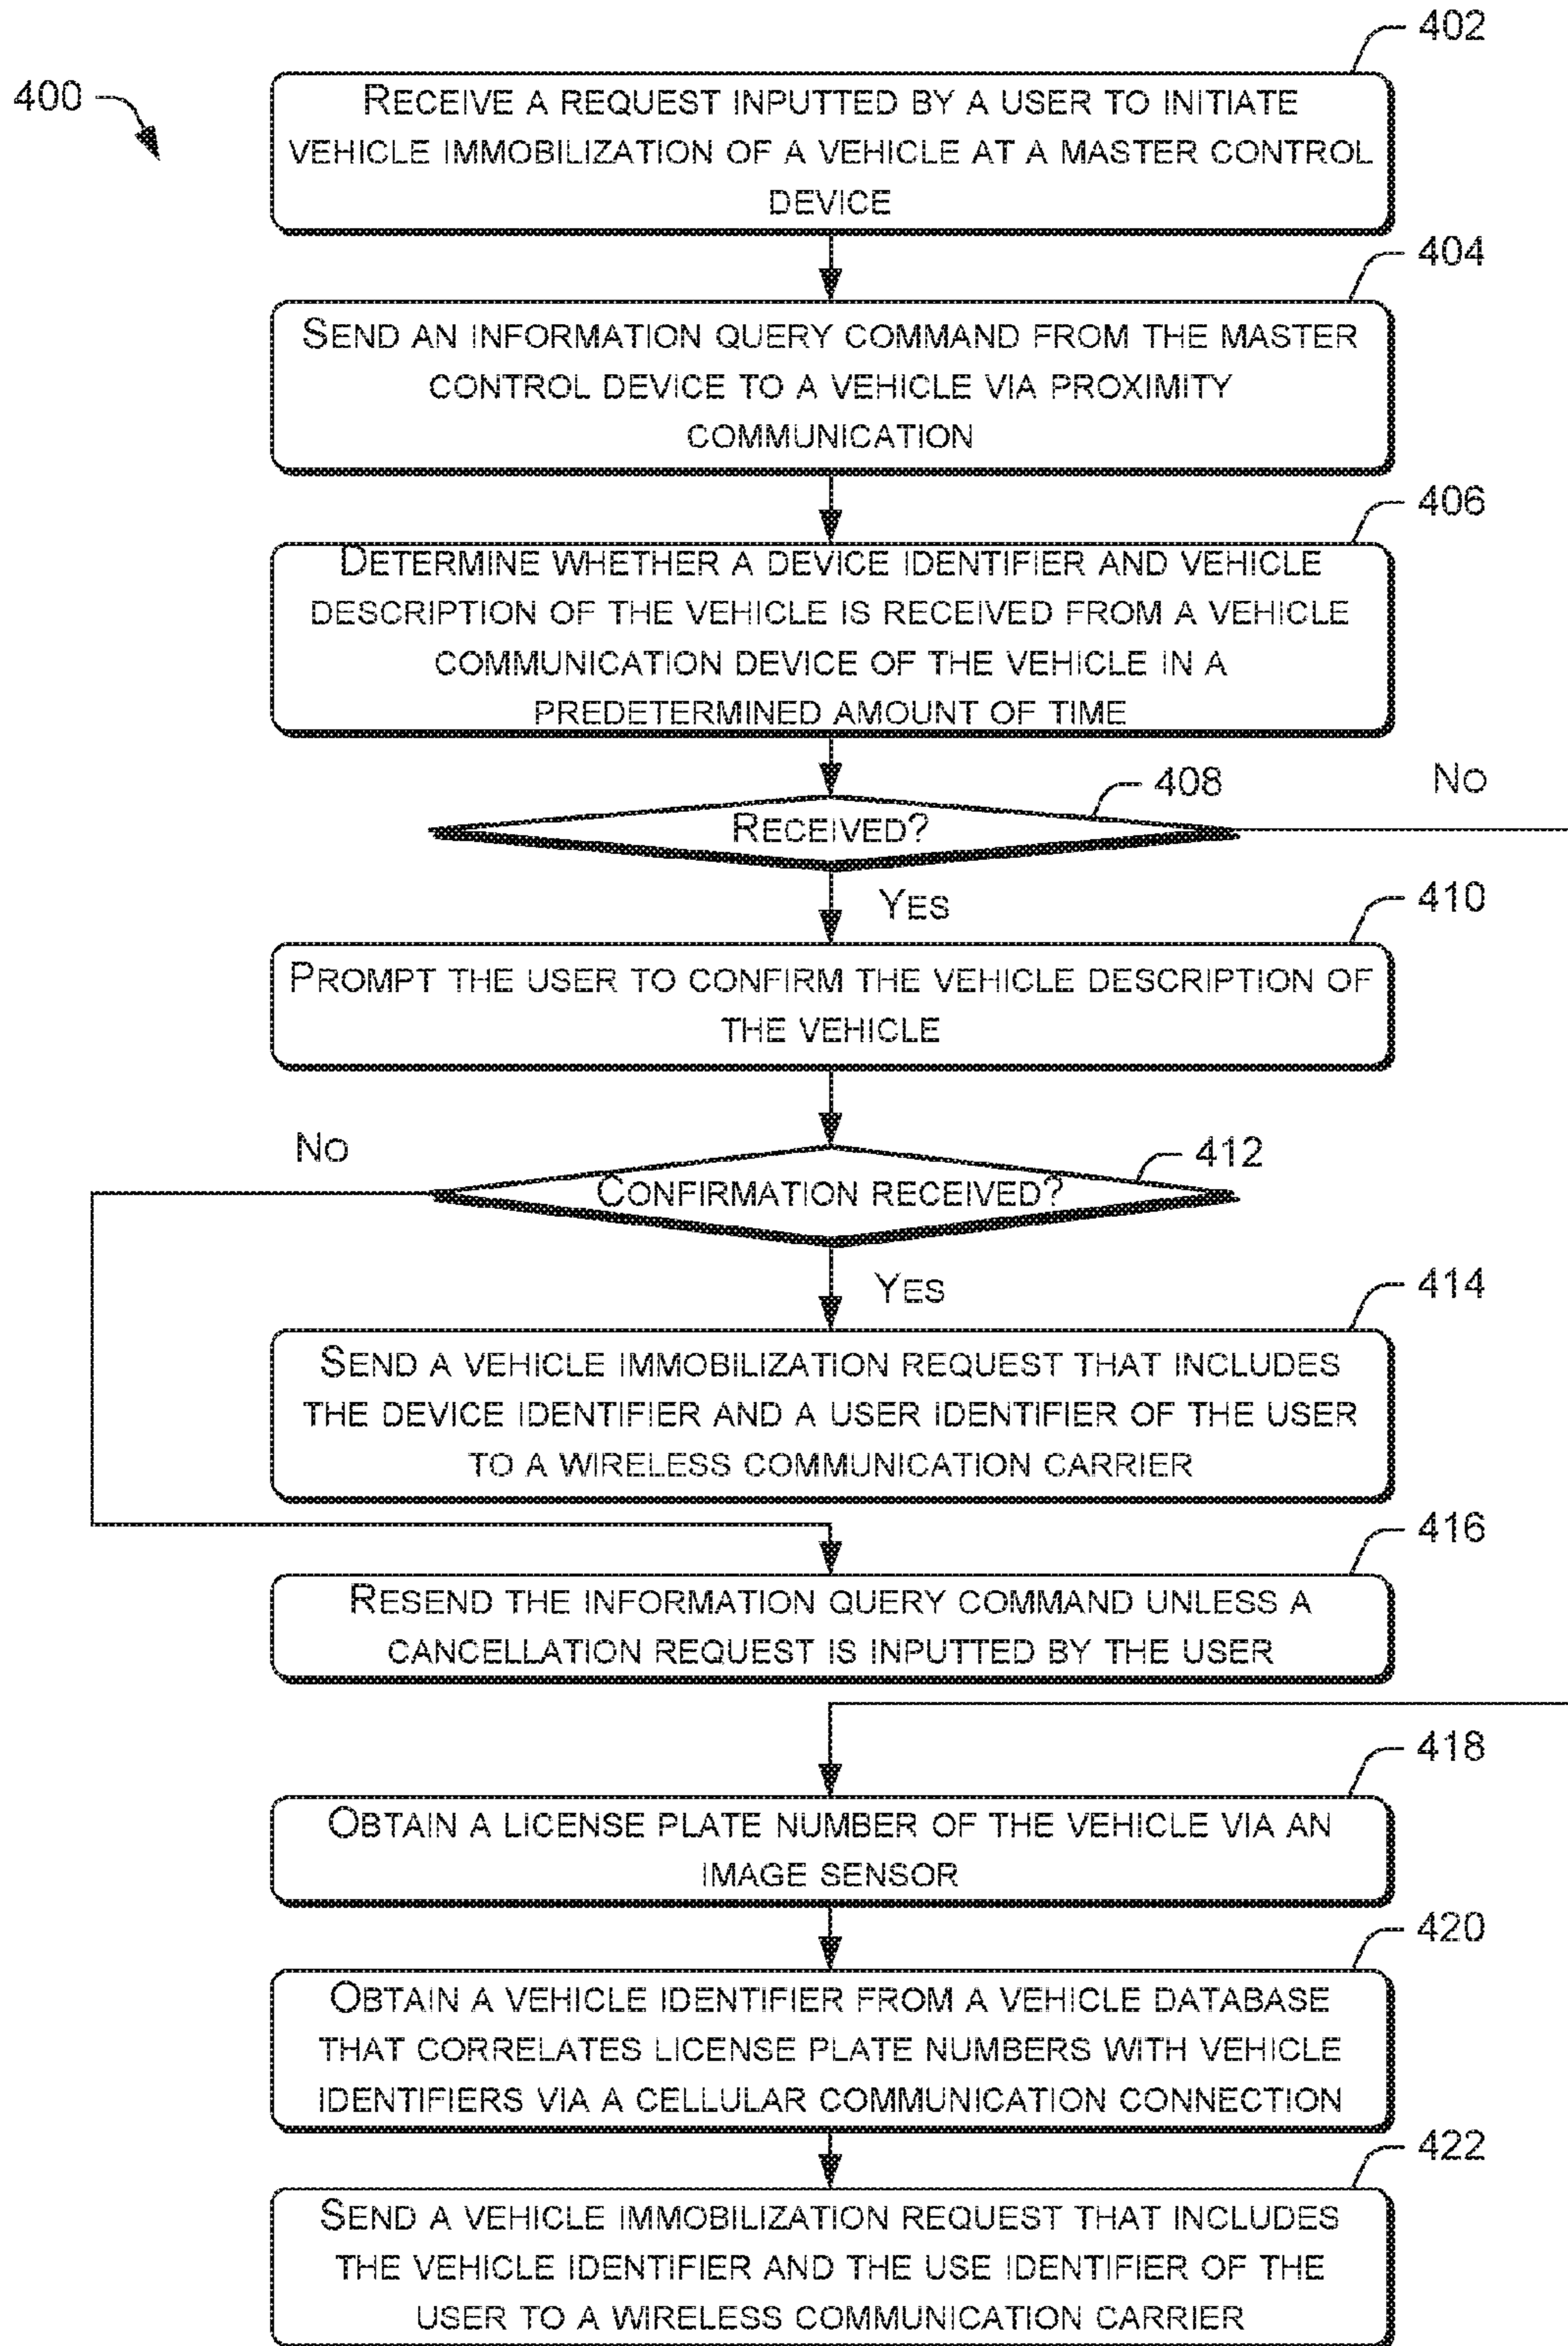 402
400
RECEIVE A REQUEST INPUTTED BY A USER TO INITIATE
VEHICLE IMMOBILIZATION OF A VEHICLE AT A MASTER CONTROL
DEVICE
404
SEND AN INFORMATION QUERY COMMAND FROM THE MASTER
CONTROL DEVICE TO A VEHICLE VIA PROXIMITY
COMMUNICATION
406
DETERMINE WHETHER A DEVICE IDENTIFIER AND VEHICLE
DESCRIPTION OF THE VEHICLE IS RECEIVED FROM A VEHICLE
COMMUNICATION DEVICE OF THE VEHICLE IN A
PREDETERMINED AMOUNT OF TIME
408
NO
RECEIVED?
YES
410
PROMPT THE USER TO CONFIRM THE VEHICLE DESCRIPTION OF
THE VEHICLE
NO
412
CONFIRMATION RECEIVED?
YES
414
SEND A VEHICLE IMMOBILIZATION REQUEST THAT INCLUDES
THE DEVICE IDENTIFIER AND A USER IDENTIFIER OF THE USER
TO A WIRELESS COMMUNICATION CARRIER
416
RESEND THE INFORMATION QUERY COMMAND UNLESS A
CANCELLATION REQUEST IS INPUTTED BY THE USER
418
OBTAIN A LICENSE PLATE NUMBER OF THE VEHICLE VIA AN
IMAGE SENSOR
420
OBTAIN A VEHICLE IDENTIFIER FROM A VEHICLE DATABASE
THAT CORRELATES LICENSE PLATE NUMBERS WITH VEHICLE
IDENTIFIERS VIA A CELLULAR COMMUNICATION CONNECTION
422
SEND A VEHICLE IMMOBILIZATION REQUEST THAT INCLUDES
THE VEHICLE IDENTIFIER AND THE USE IDENTIFIER OF THE
USER TO A WIRELESS COMMUNICATION CARRIER